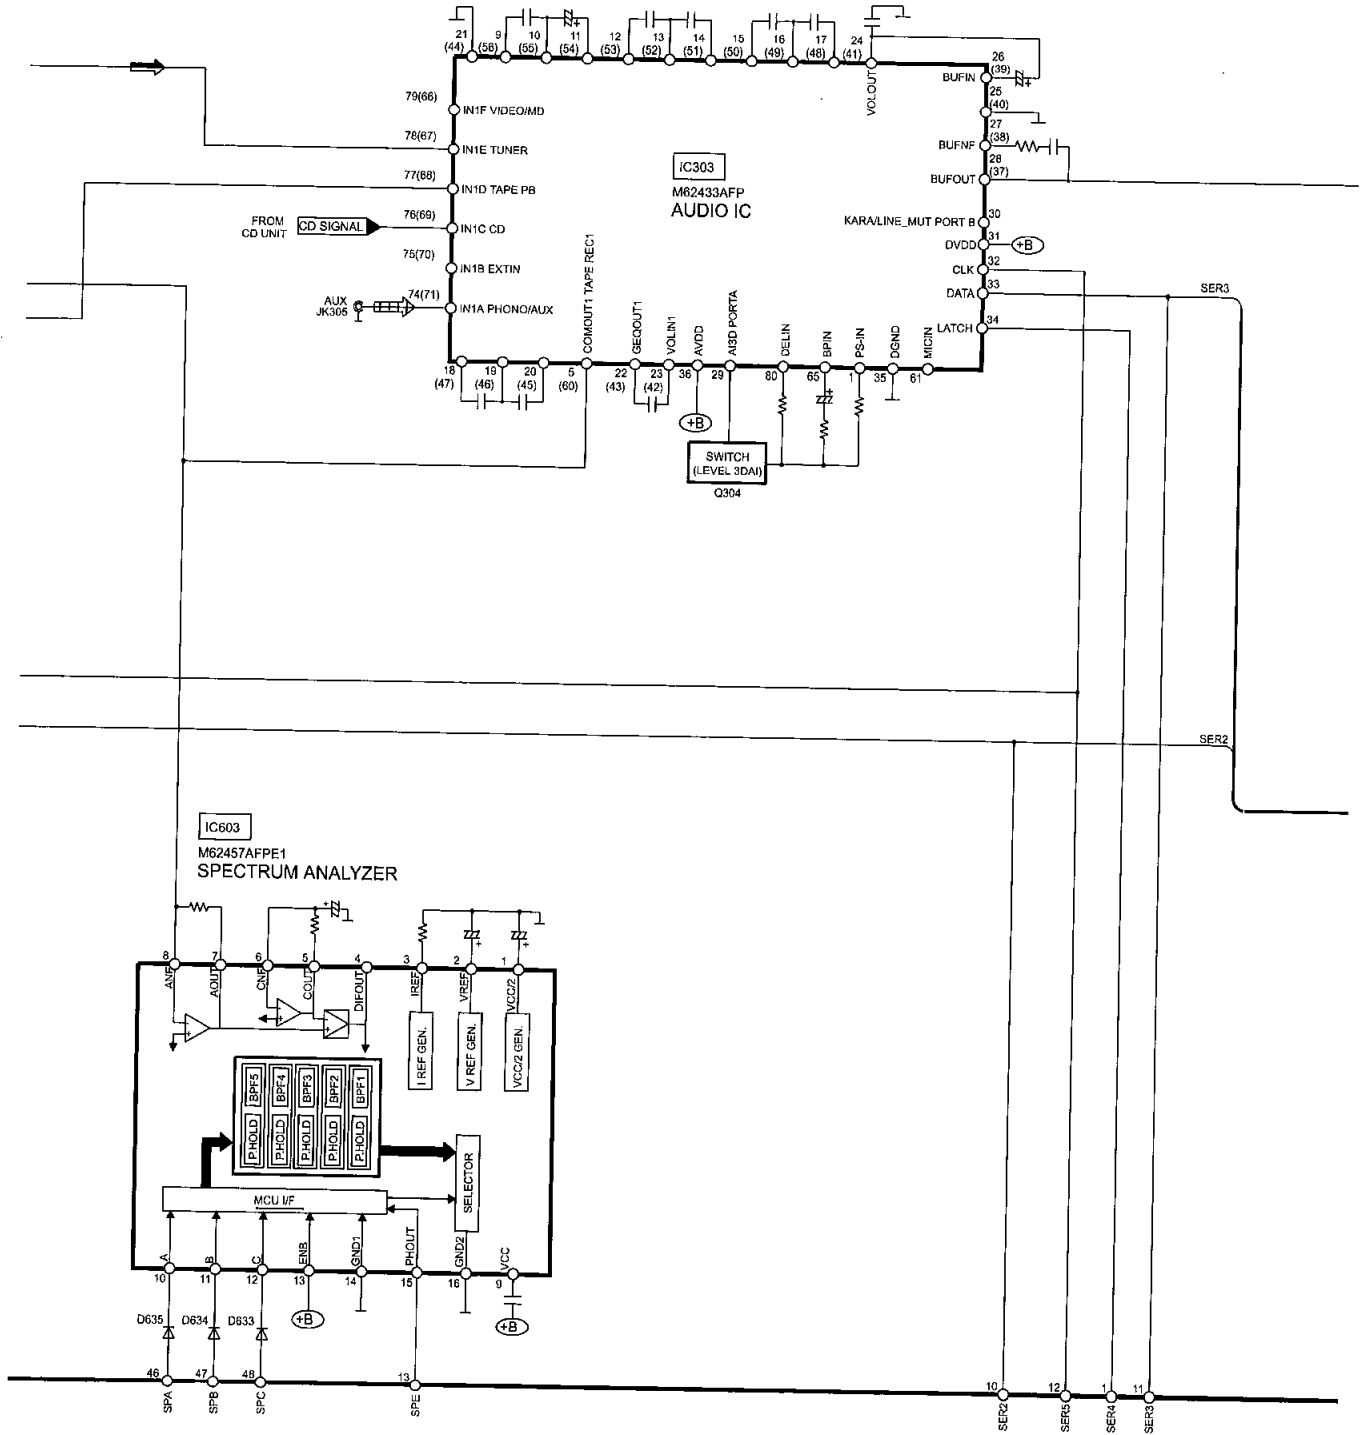 21 9 10 11 12 13 14 15 16 17 24
(44) (56) (55) (54) (53) (52) (51) (50) (49) (48) (41)
VOLOUT
26
BUFIN (39)
25
(40)
27
BUFNF (38)
28
BUFOUT (37)
KARA/LINE_MUT PORT B 30
DVDD 31 +B
CLK 32
DATA 33
LATCH 34
SER3
79(66) IN1F VIDEO/MD
78(67) IN1E TUNER
77(68) IN1D TAPE PB
FROM CD UNIT CD SIGNAL 76(69) IN1C CD
75(70) IN1B EXTIN
AUX JK305 74(71) IN1A PHONO/AUX
IC303
M62433AFP
AUDIO IC
COMOUT1 TAPE REC1
GEQOUT1
VOLIN1
AVDD
AI3D PORTA
DELIN
BPIN
PS-IN
DGND
MICIN
18 19 20 5 22 23 36 29 80 65 1 35 61
(47) (46) (45) (60) (43) (42)
+B
SWITCH
(LEVEL 3DAI)
Q304
SER2
IC603
M62457AFPE1
SPECTRUM ANALYZER
8 7 6 5 4 3 2 1
ANF AOUT CNF COUT DIFOUT IREF VREF VCC/2
I REF GEN.
V REF GEN.
VCC/2 GEN.
BPF5 BPF4 BPF3 BPF2 BPF1
P.HOLD P.HOLD P.HOLD P.HOLD P.HOLD
SELECTOR
MCU I/F
A B C ENB GND1 PHOUT GND2 VCC
10 11 12 13 14 15 16 9
D635 D634 D633 +B +B
46 47 48 13 10 12 1 11
SPA SPB SPC SPE SER2 SER5 SER4 SER3